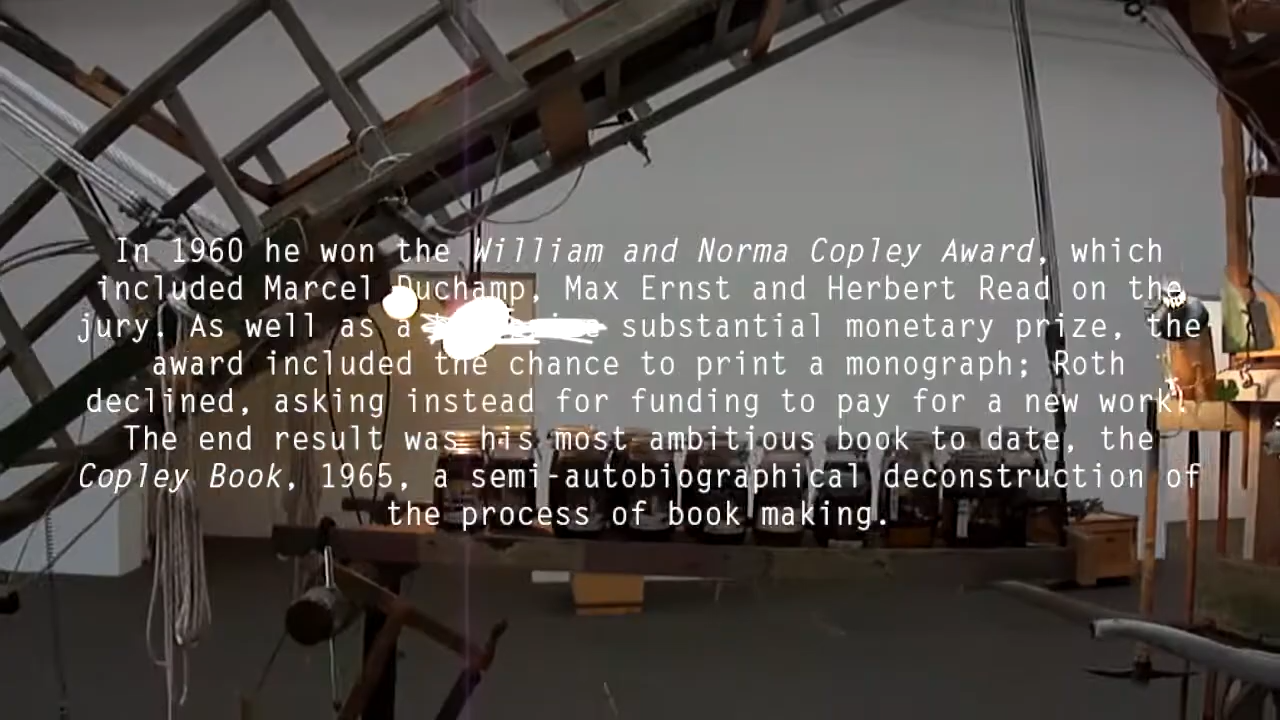 In 1960 he won the William and Norma Copley Award, which
included Marcel Duchamp, Max Ernst and Herbert Read on the
jury. As well as a substantial monetary prize, the
award included the chance to print a monograph; Roth
declined, asking instead for funding to pay for a new work.
The end result was his most ambitious book to date, the
Copley Book, 1965, a semi-autobiographical deconstruction of
the process of book making.